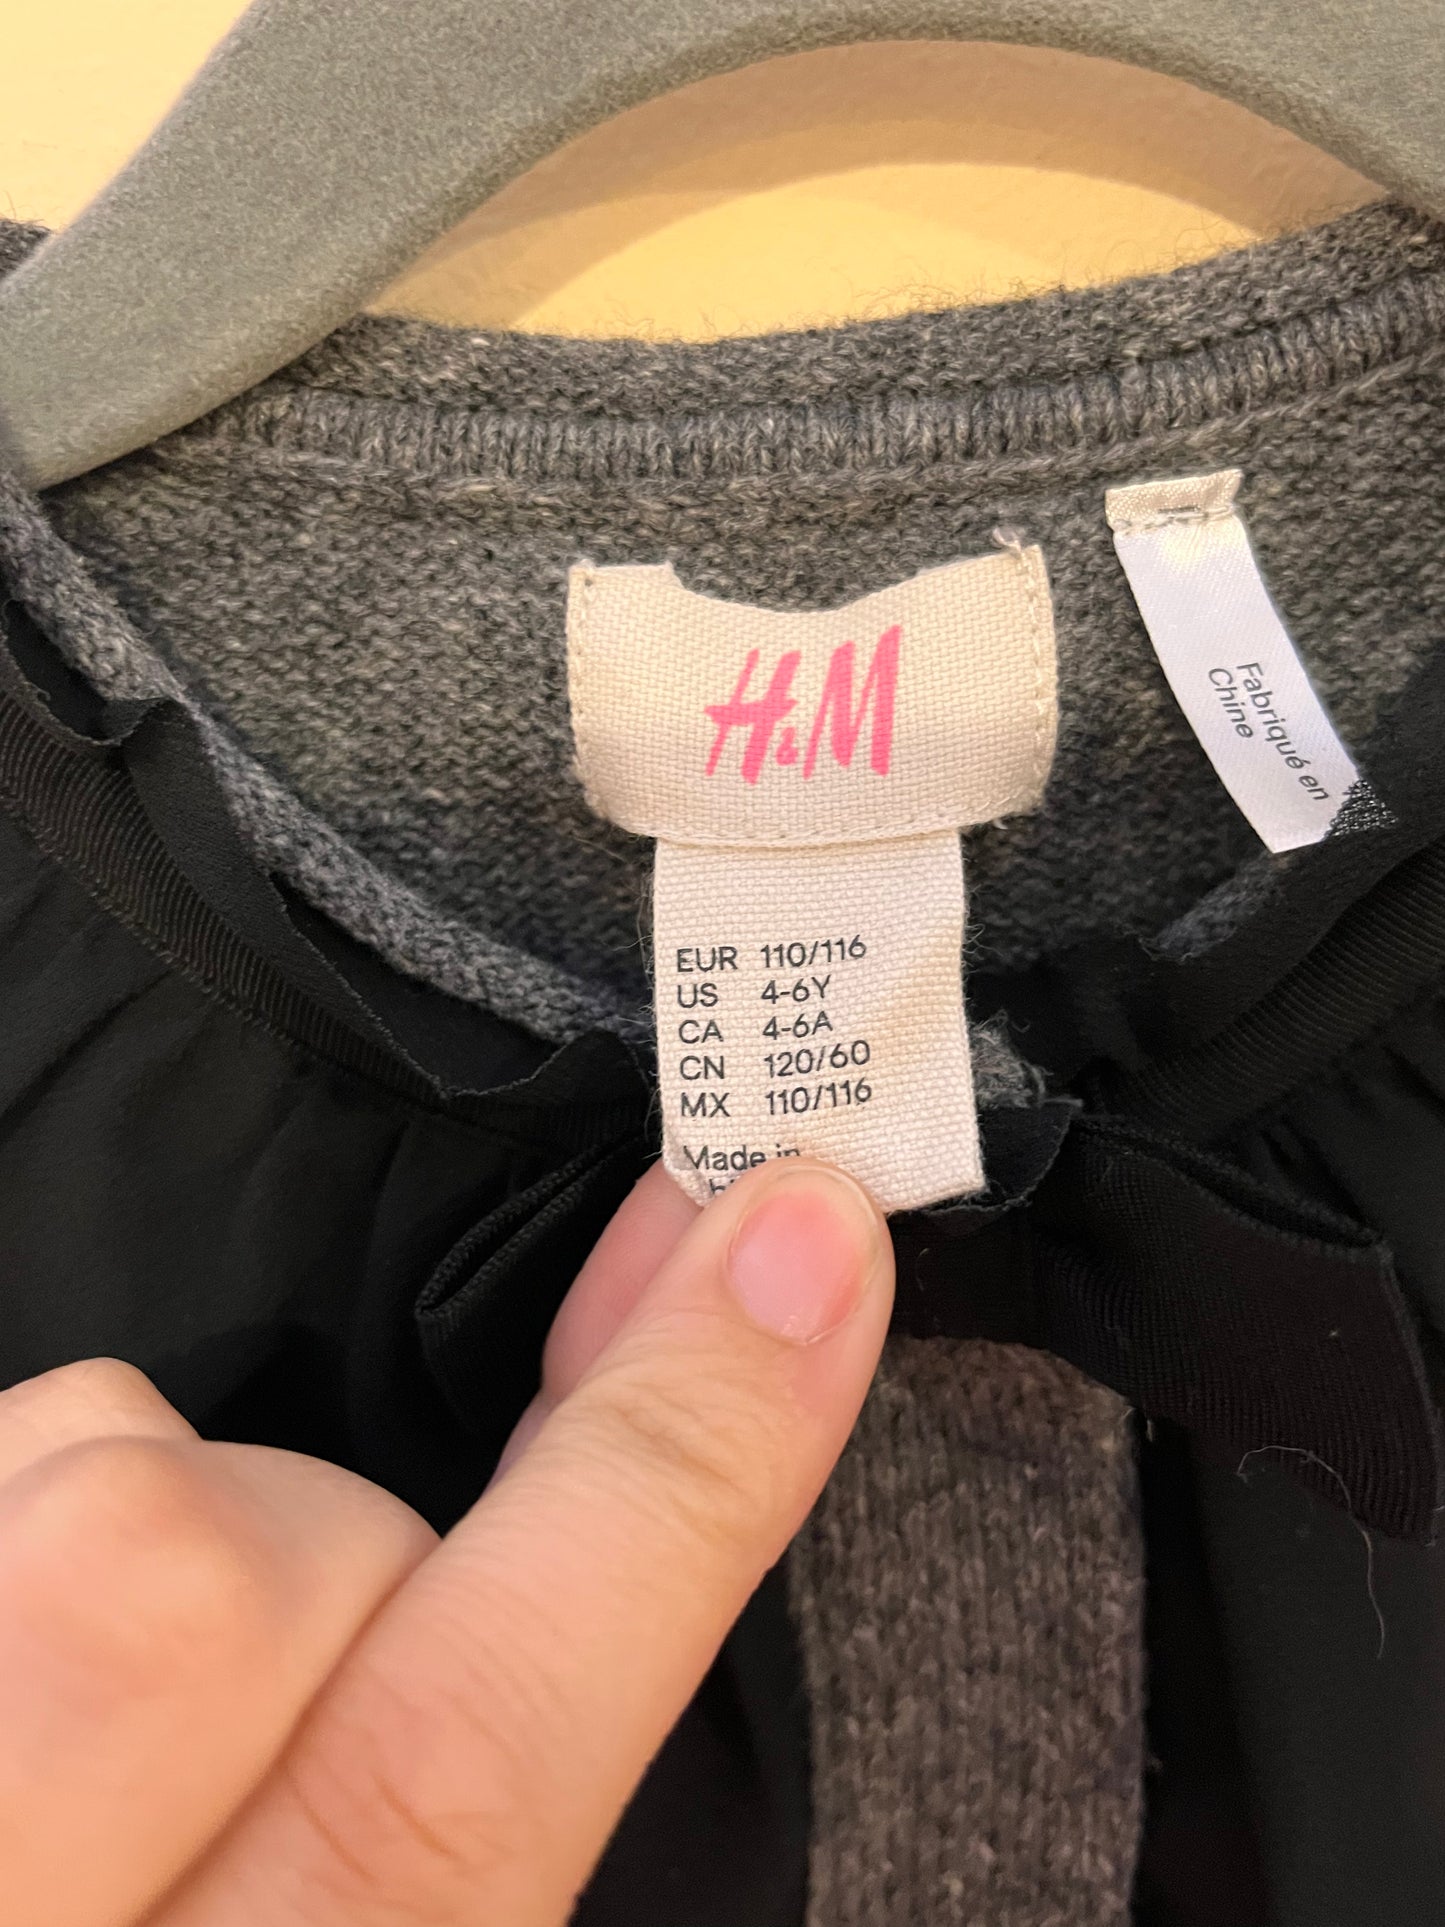 H&M
EUR 110/116
US 4-6Y
CA 4-6A
CN 120/60
MX 110/116
Made in
Fabriqué en
Chine